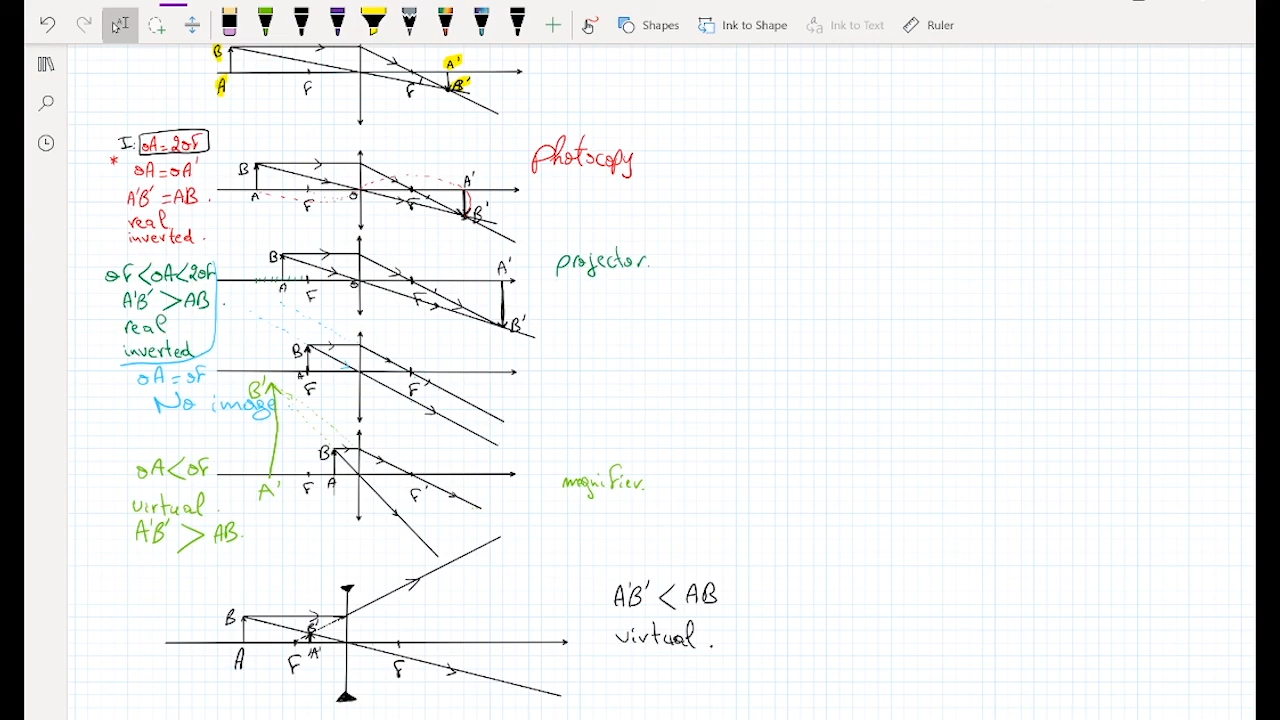 Shapes
Ink to Shape
Ink to Text
Ruler
B
A'
A
F
F'
B'
I: OA=2OF
* OA=OA'
A'B'=AB.
real
inverted.
B
A
F
O
F'
A'
B'
photocopy
OF<OA<2OF
A'B'>AB.
real
inverted
B
A
F
O
F'
A'
B'
projector.
OA=OF
No image
B
A
F
F'
OA<OF
virtual.
A'B' > AB.
B'
A'
B
F
A
F'
magnifier.
B
A
F'
B'
A'
F
A'B' < AB
virtual.